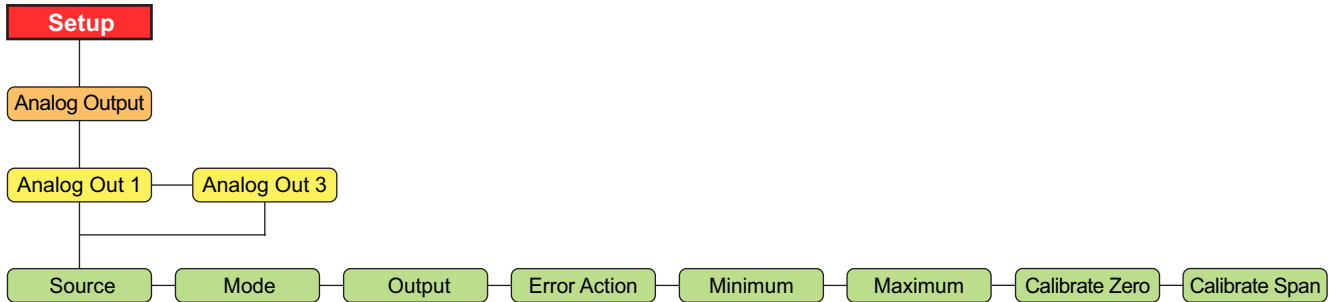 Setup
Analog Output
Analog Out 1
Analog Out 3
Source
Mode
Output
Error Action
Minimum
Maximum
Calibrate Zero
Calibrate Span